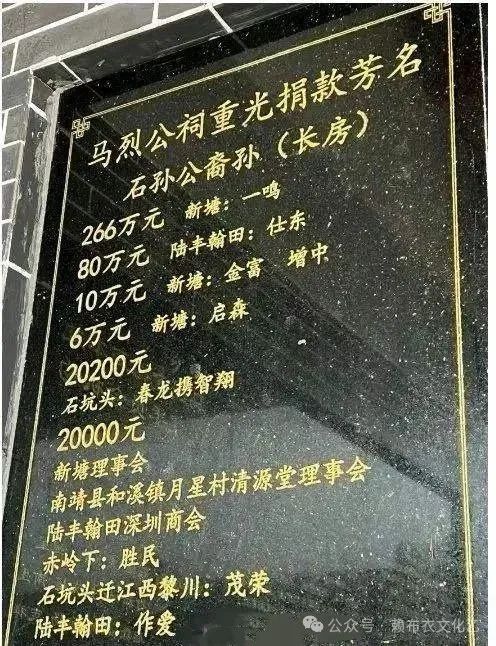 马烈公祠重光捐款芳名
石孙公裔孙（长房）
266万元 新塘：一鸣
80万元 陆丰翰田：仕东
10万元 新塘：金富 增中
6万元 新塘：启森
20200元
石坑头：春龙携智翔
20000元
新塘理事会
南靖县和溪镇月星村清源堂理事会
陆丰翰田深圳商会
赤岭下：胜民
石坑头迁江西黎川：茂荣
陆丰翰田：作爱
公众号 赖布衣文化